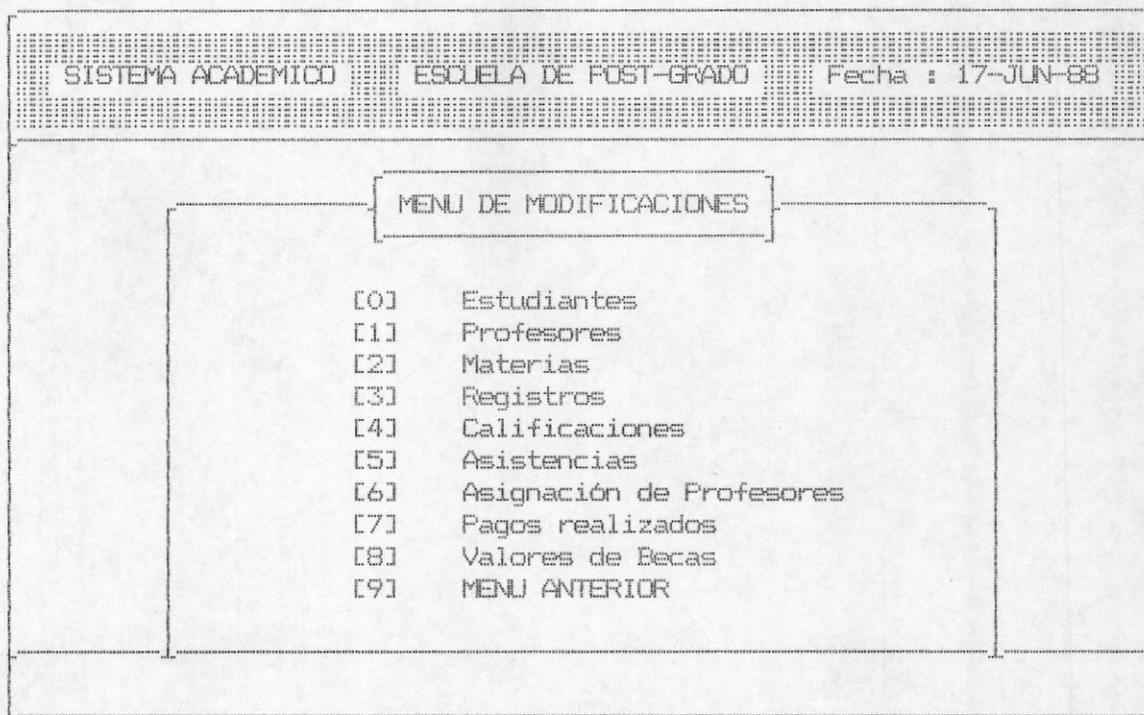 SISTEMA ACADEMICO ESCUELA DE POST-GRADO Fecha : 17-JUN-88
MENU DE MODIFICACIONES
[0] Estudiantes
[1] Profesores
[2] Materias
[3] Registros
[4] Calificaciones
[5] Asistencias
[6] Asignación de Profesores
[7] Pagos realizados
[8] Valores de Becas
[9] MENU ANTERIOR